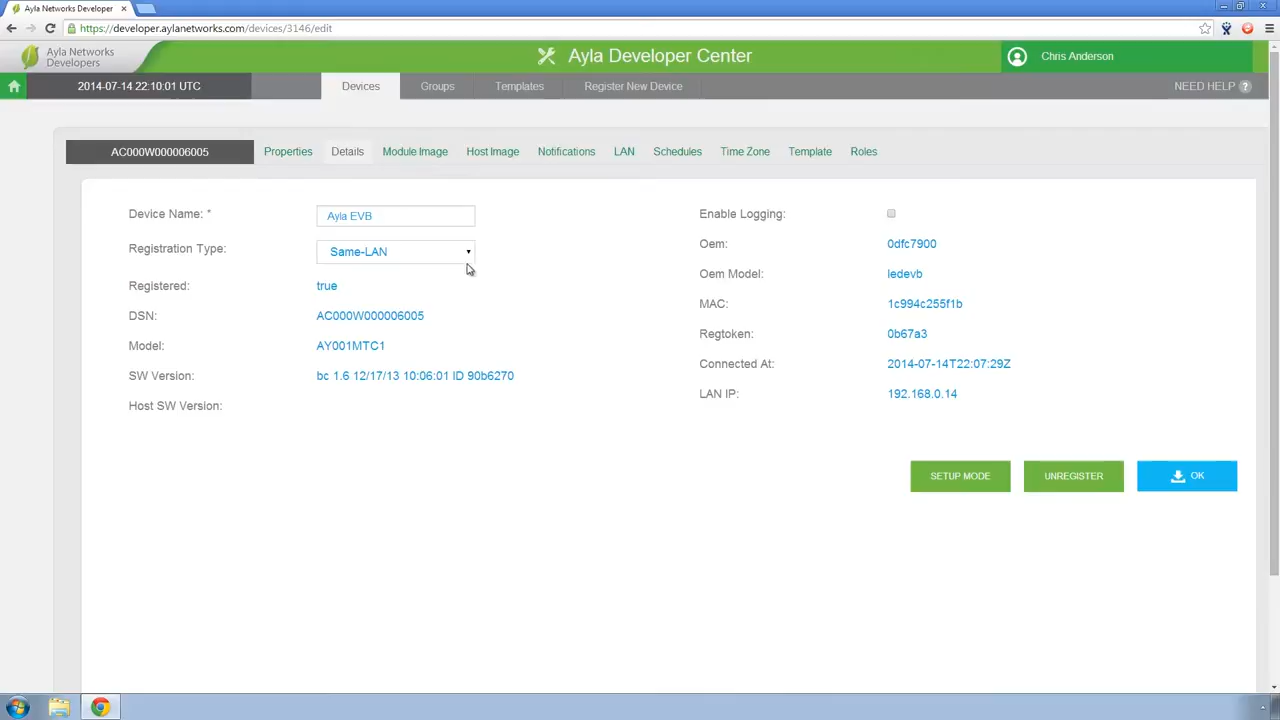 Ayla Networks Developer
https://developer.aylanetworks.com/devices/3146/edit
Ayla Networks
Developers
Ayla Developer Center
Chris Anderson
2014-07-14 22:10:01 UTC
Devices
Groups
Templates
Register New Device
NEED HELP ?
AC000W000006005
Properties
Details
Module Image
Host Image
Notifications
LAN
Schedules
Time Zone
Template
Roles
Device Name: *
Ayla EVB
Registration Type:
Same-LAN
Registered:
true
DSN:
AC000W000006005
Model:
AY001MTC1
SW Version:
bc 1.6 12/17/13 10:06:01 ID 90b6270
Host SW Version:
Enable Logging:
Oem:
0dfc7900
Oem Model:
ledevb
MAC:
1c994c255f1b
Regtoken:
0b67a3
Connected At:
2014-07-14T22:07:29Z
LAN IP:
192.168.0.14
SETUP MODE
UNREGISTER
OK